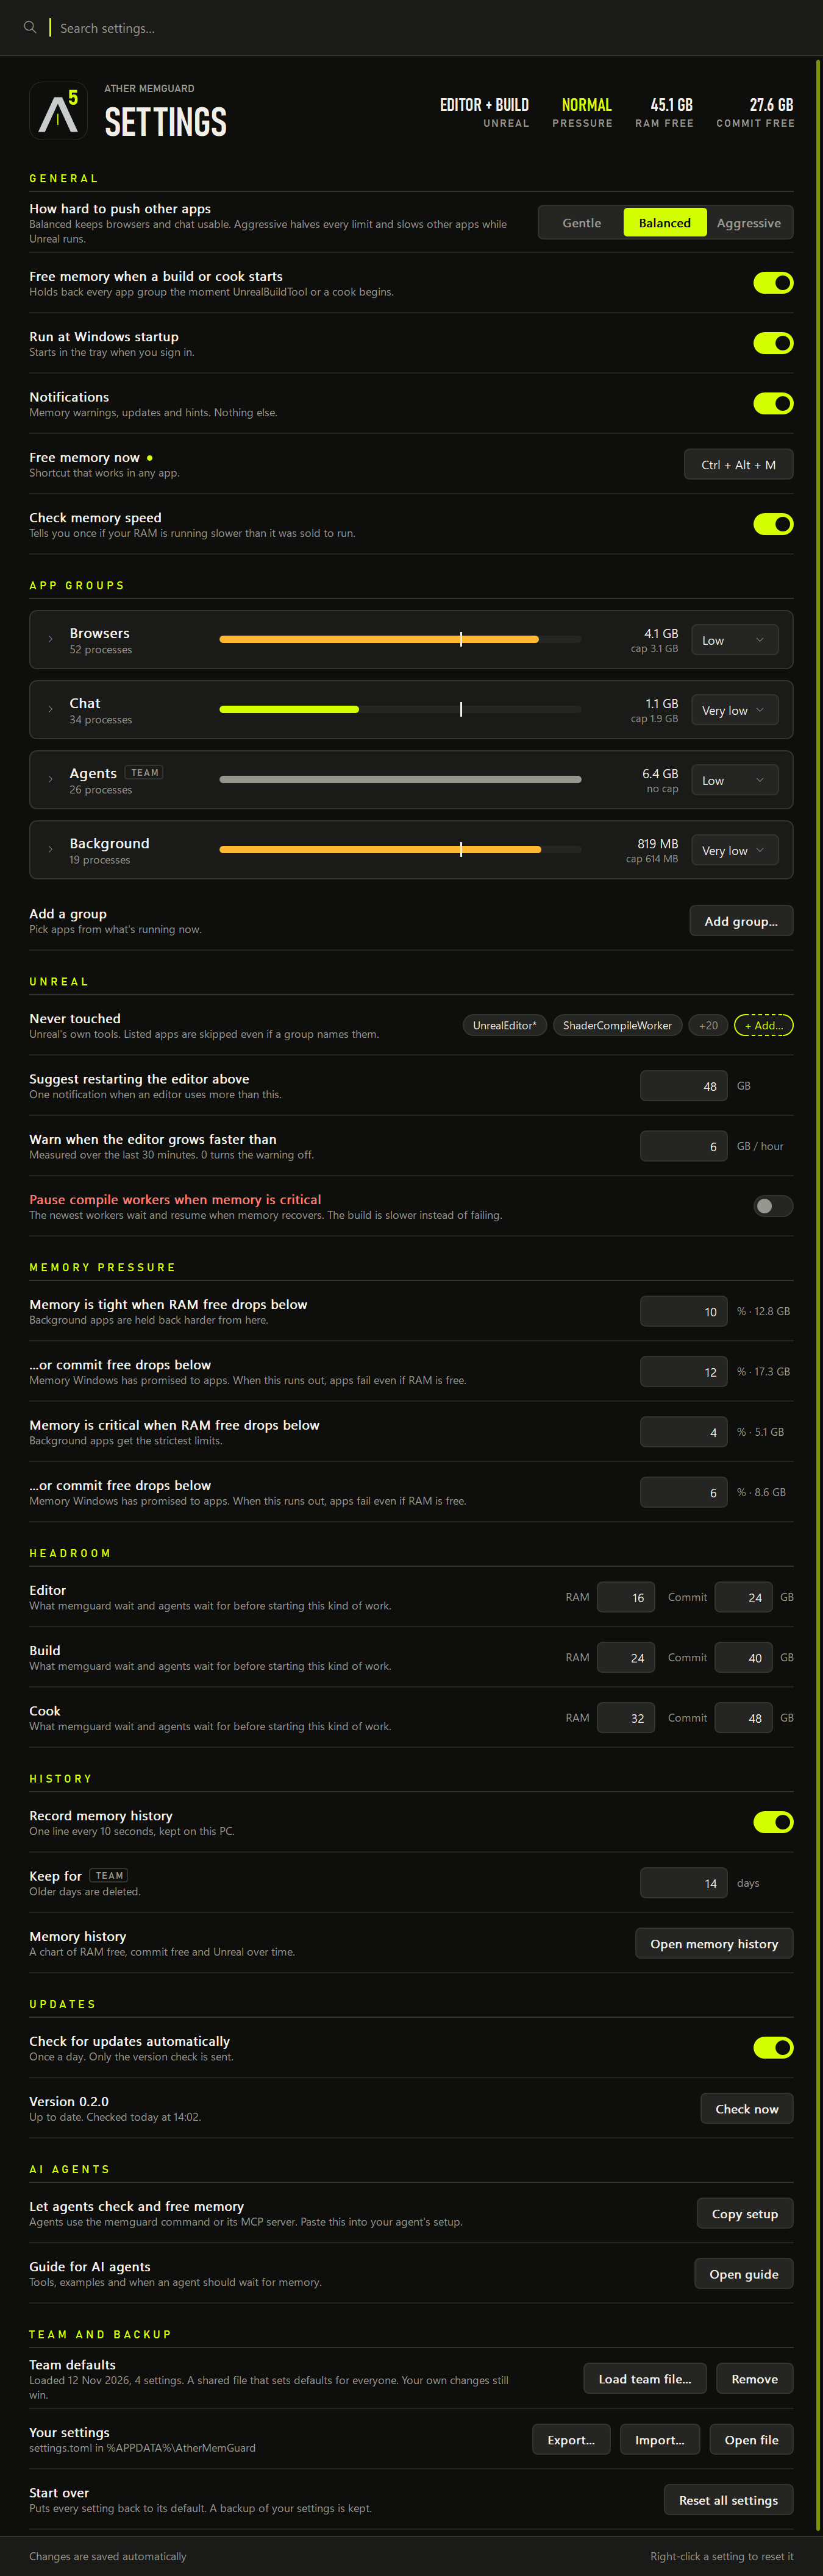 Search settings...
5
ATHER MEMGUARD
SETTINGS
EDITOR + BUILD
UNREAL
NORMAL
PRESSURE
45.1 GB
RAM FREE
27.6 GB
COMMIT FREE
GENERAL
How hard to push other apps
Balanced keeps browsers and chat usable. Aggressive halves every limit and slows other apps while
Unreal runs.
Gentle
Balanced
Aggressive
Free memory when a build or cook starts
Holds back every app group the moment UnrealBuildTool or a cook begins.
Run at Windows startup
Starts in the tray when you sign in.
Notifications
Memory warnings, updates and hints. Nothing else.
Free memory now
Shortcut that works in any app.
Ctrl + Alt + M
Check memory speed
Tells you once if your RAM is running slower than it was sold to run.
APP GROUPS
Browsers
52 processes
4.1 GB
cap 3.1 GB
Low
Chat
34 processes
1.1 GB
cap 1.9 GB
Very low
Agents TEAM
26 processes
6.4 GB
no cap
Low
Background
19 processes
819 MB
cap 614 MB
Very low
Add a group
Pick apps from what's running now.
Add group...
UNREAL
Never touched
Unreal's own tools. Listed apps are skipped even if a group names them.
UnrealEditor*
ShaderCompileWorker
+20
+ Add...
Suggest restarting the editor above
One notification when an editor uses more than this.
48 GB
Warn when the editor grows faster than
Measured over the last 30 minutes. 0 turns the warning off.
6 GB / hour
Pause compile workers when memory is critical
The newest workers wait and resume when memory recovers. The build is slower instead of failing.
MEMORY PRESSURE
Memory is tight when RAM free drops below
Background apps are held back harder from here.
10 % · 12.8 GB
...or commit free drops below
Memory Windows has promised to apps. When this runs out, apps fail even if RAM is free.
12 % · 17.3 GB
Memory is critical when RAM free drops below
Background apps get the strictest limits.
4 % · 5.1 GB
...or commit free drops below
Memory Windows has promised to apps. When this runs out, apps fail even if RAM is free.
6 % · 8.6 GB
HEADROOM
Editor
What memguard wait and agents wait for before starting this kind of work.
RAM 16 Commit 24 GB
Build
What memguard wait and agents wait for before starting this kind of work.
RAM 24 Commit 40 GB
Cook
What memguard wait and agents wait for before starting this kind of work.
RAM 32 Commit 48 GB
HISTORY
Record memory history
One line every 10 seconds, kept on this PC.
Keep for TEAM
Older days are deleted.
14 days
Memory history
A chart of RAM free, commit free and Unreal over time.
Open memory history
UPDATES
Check for updates automatically
Once a day. Only the version check is sent.
Version 0.2.0
Up to date. Checked today at 14:02.
Check now
AI AGENTS
Let agents check and free memory
Agents use the memguard command or its MCP server. Paste this into your agent's setup.
Copy setup
Guide for AI agents
Tools, examples and when an agent should wait for memory.
Open guide
TEAM AND BACKUP
Team defaults
Loaded 12 Nov 2026, 4 settings. A shared file that sets defaults for everyone. Your own changes still
win.
Load team file...
Remove
Your settings
settings.toml in %APPDATA%\AtherMemGuard
Export...
Import...
Open file
Start over
Puts every setting back to its default. A backup of your settings is kept.
Reset all settings
Changes are saved automatically
Right-click a setting to reset it